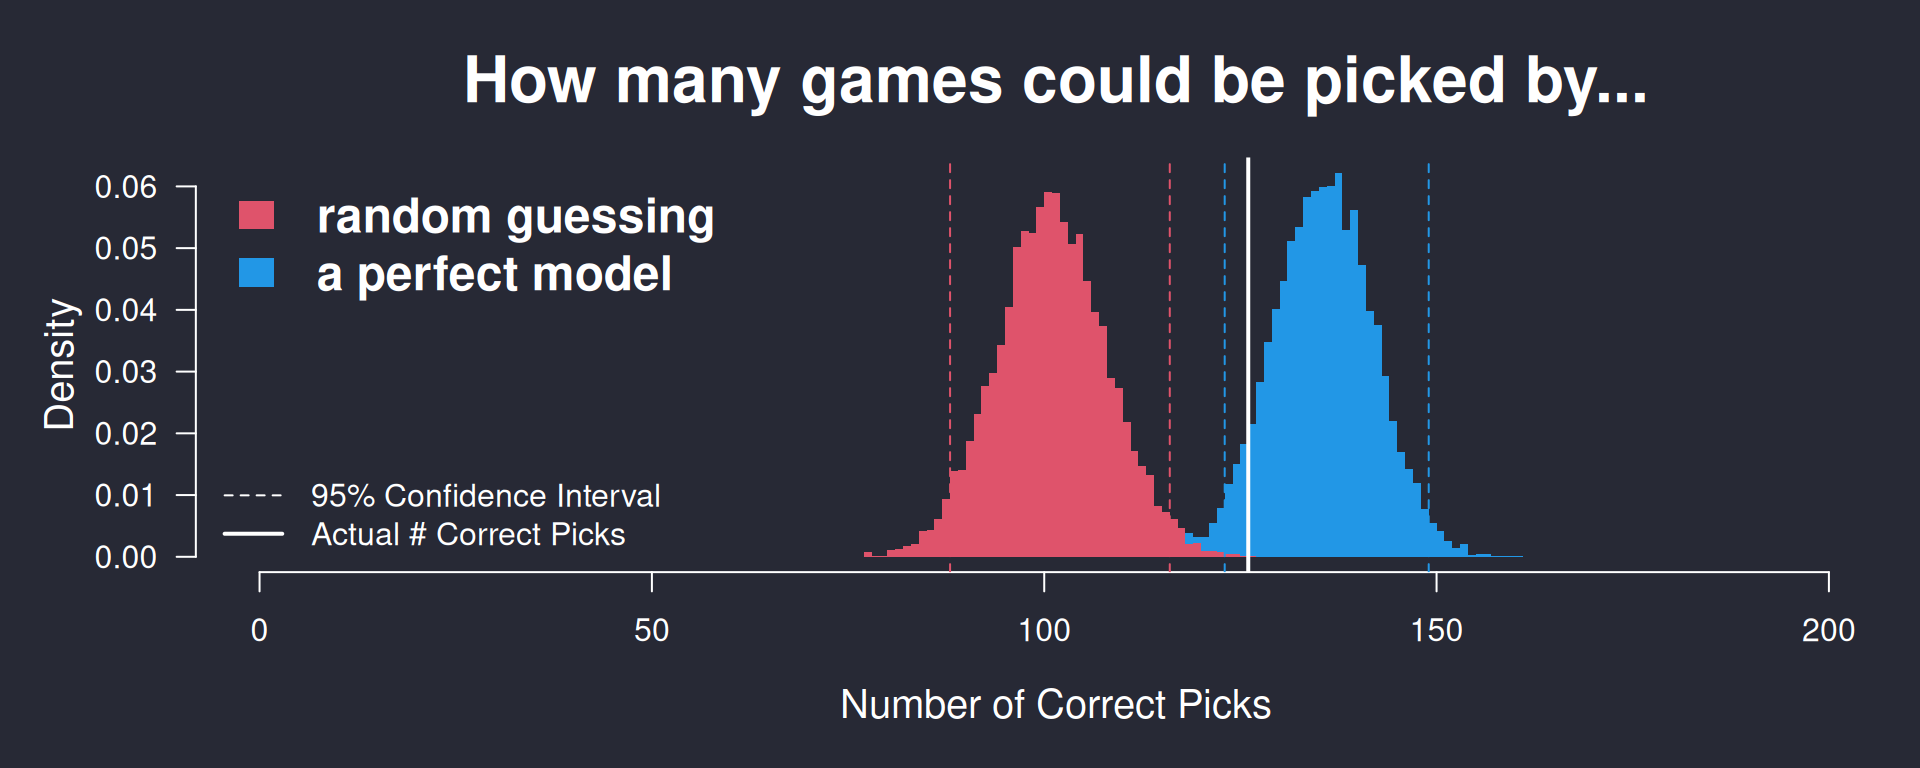 How many games could be picked by...
random guessing
a perfect model
95% Confidence Interval
Actual # Correct Picks
Density
0.06
0.05
0.04
0.03
0.02
0.01
0.00
0 50 100 150 200
Number of Correct Picks